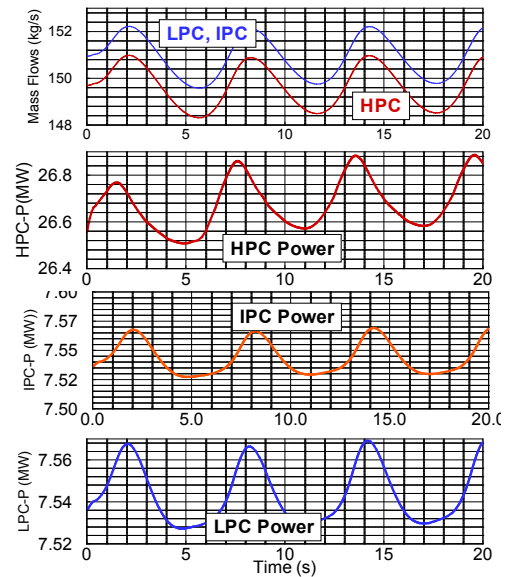 Mass Flows (kg/s)
152
150
148
LPC, IPC
HPC
0 5 10 15 20
HPC-P(MW)
26.8
26.6
26.4
HPC Power
0 5 10 15 20
IPC-P (MW))
7.60
7.57
7.55
7.52
7.50
IPC Power
0.0 5.0 10.0 15.0 20.0
LPC-P (MW)
7.56
7.54
7.52
LPC Power
0 5 10 15 20
Time (s)